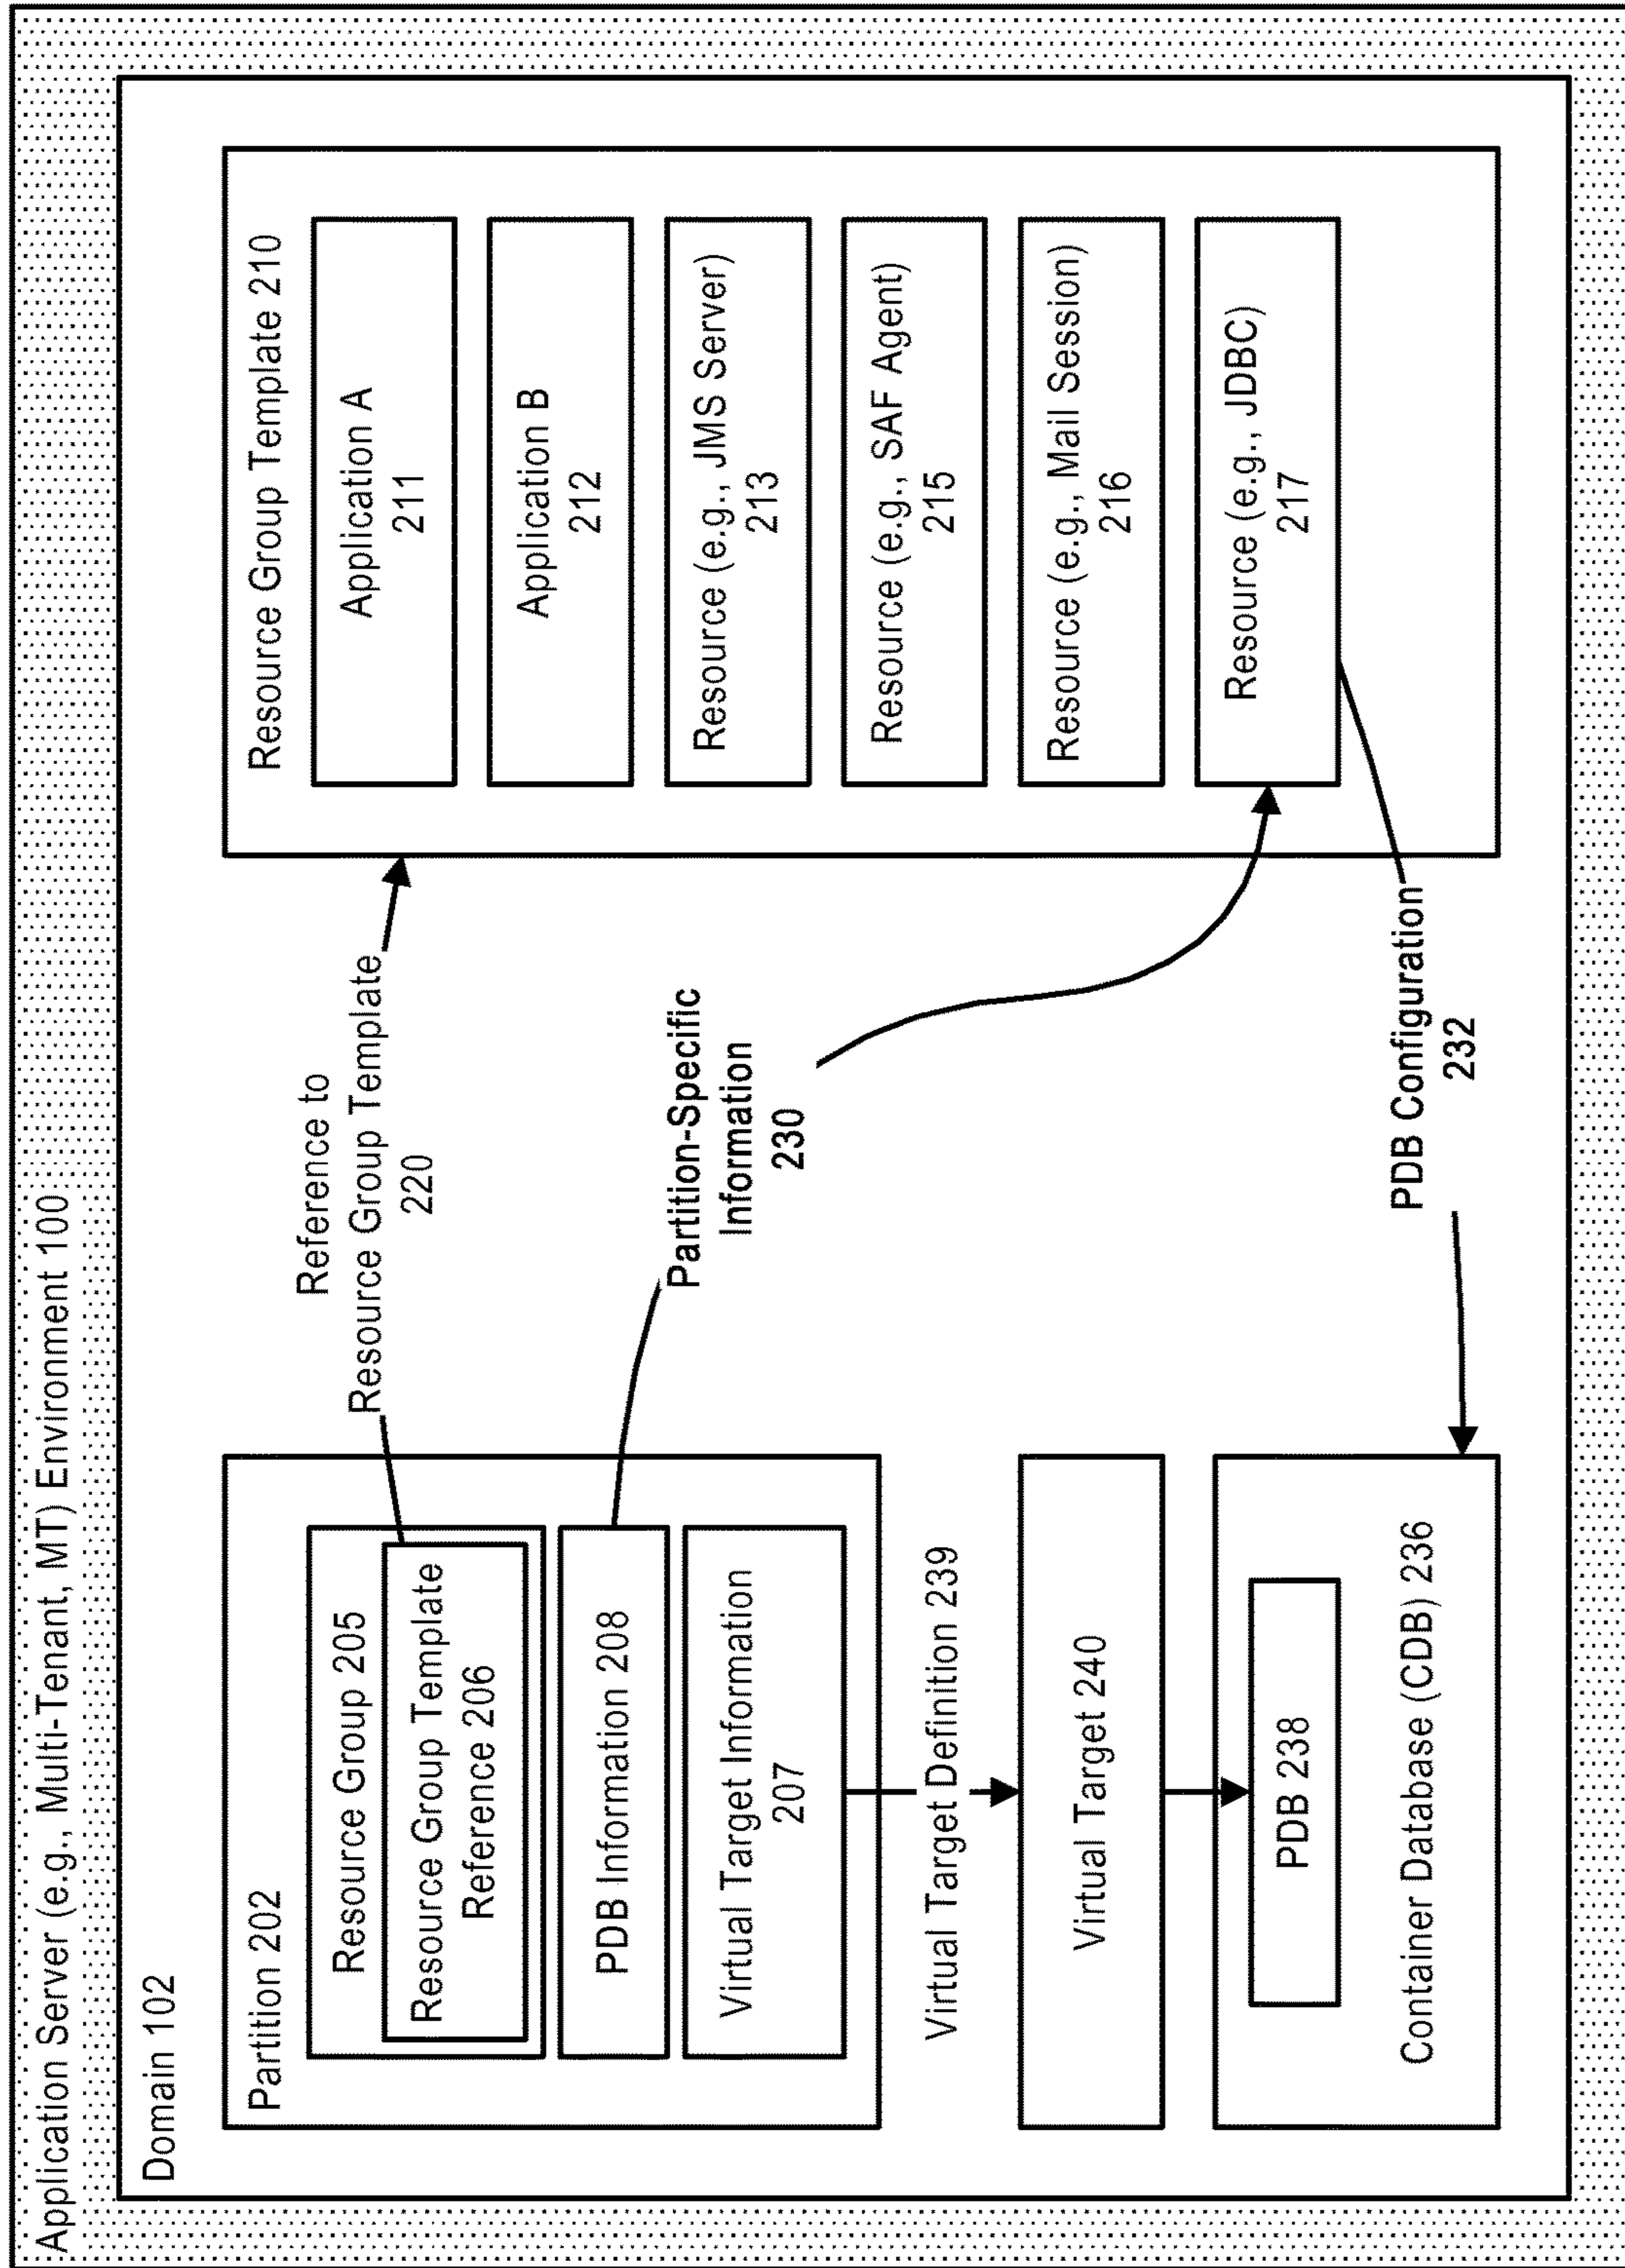 Application Server (e.g., Multi-Tenant, MT) Environment 100
Domain 102
Partition 202
Resource Group 205
Resource Group Template
Reference 206
PDB Information 208
Virtual Target Information
207
Virtual Target Definition 239
Virtual Target 240
PDB 238
Container Database (CDB) 236
Reference to
Resource Group Template
220
Partition-Specific
Information
230
PDB Configuration
232
Resource Group Template 210
Application A
211
Application B
212
Resource (e.g., JMS Server)
213
Resource (e.g., SAF Agent)
215
Resource (e.g., Mail Session)
216
Resource (e.g., JDBC)
217